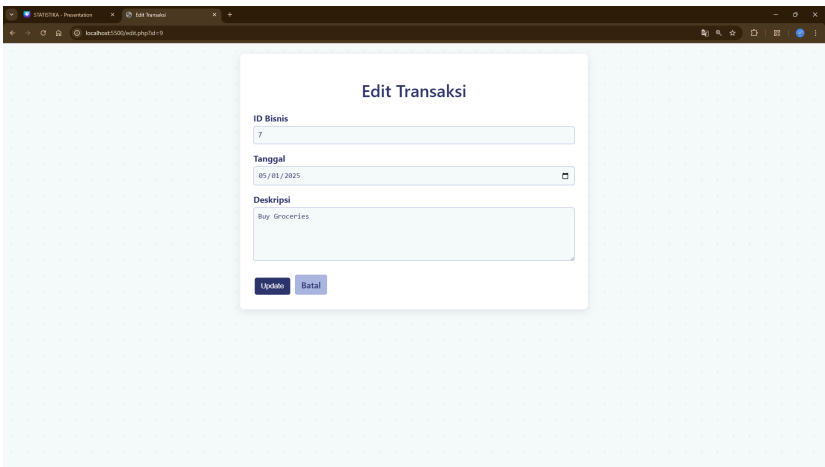 STATISTIKA - Presentation
Edit Transaksi
localhost:5500/edit.php?id=9
Edit Transaksi
ID Bisnis
7
Tanggal
05/01/2025
Deskripsi
Buy Groceries
Update
Batal